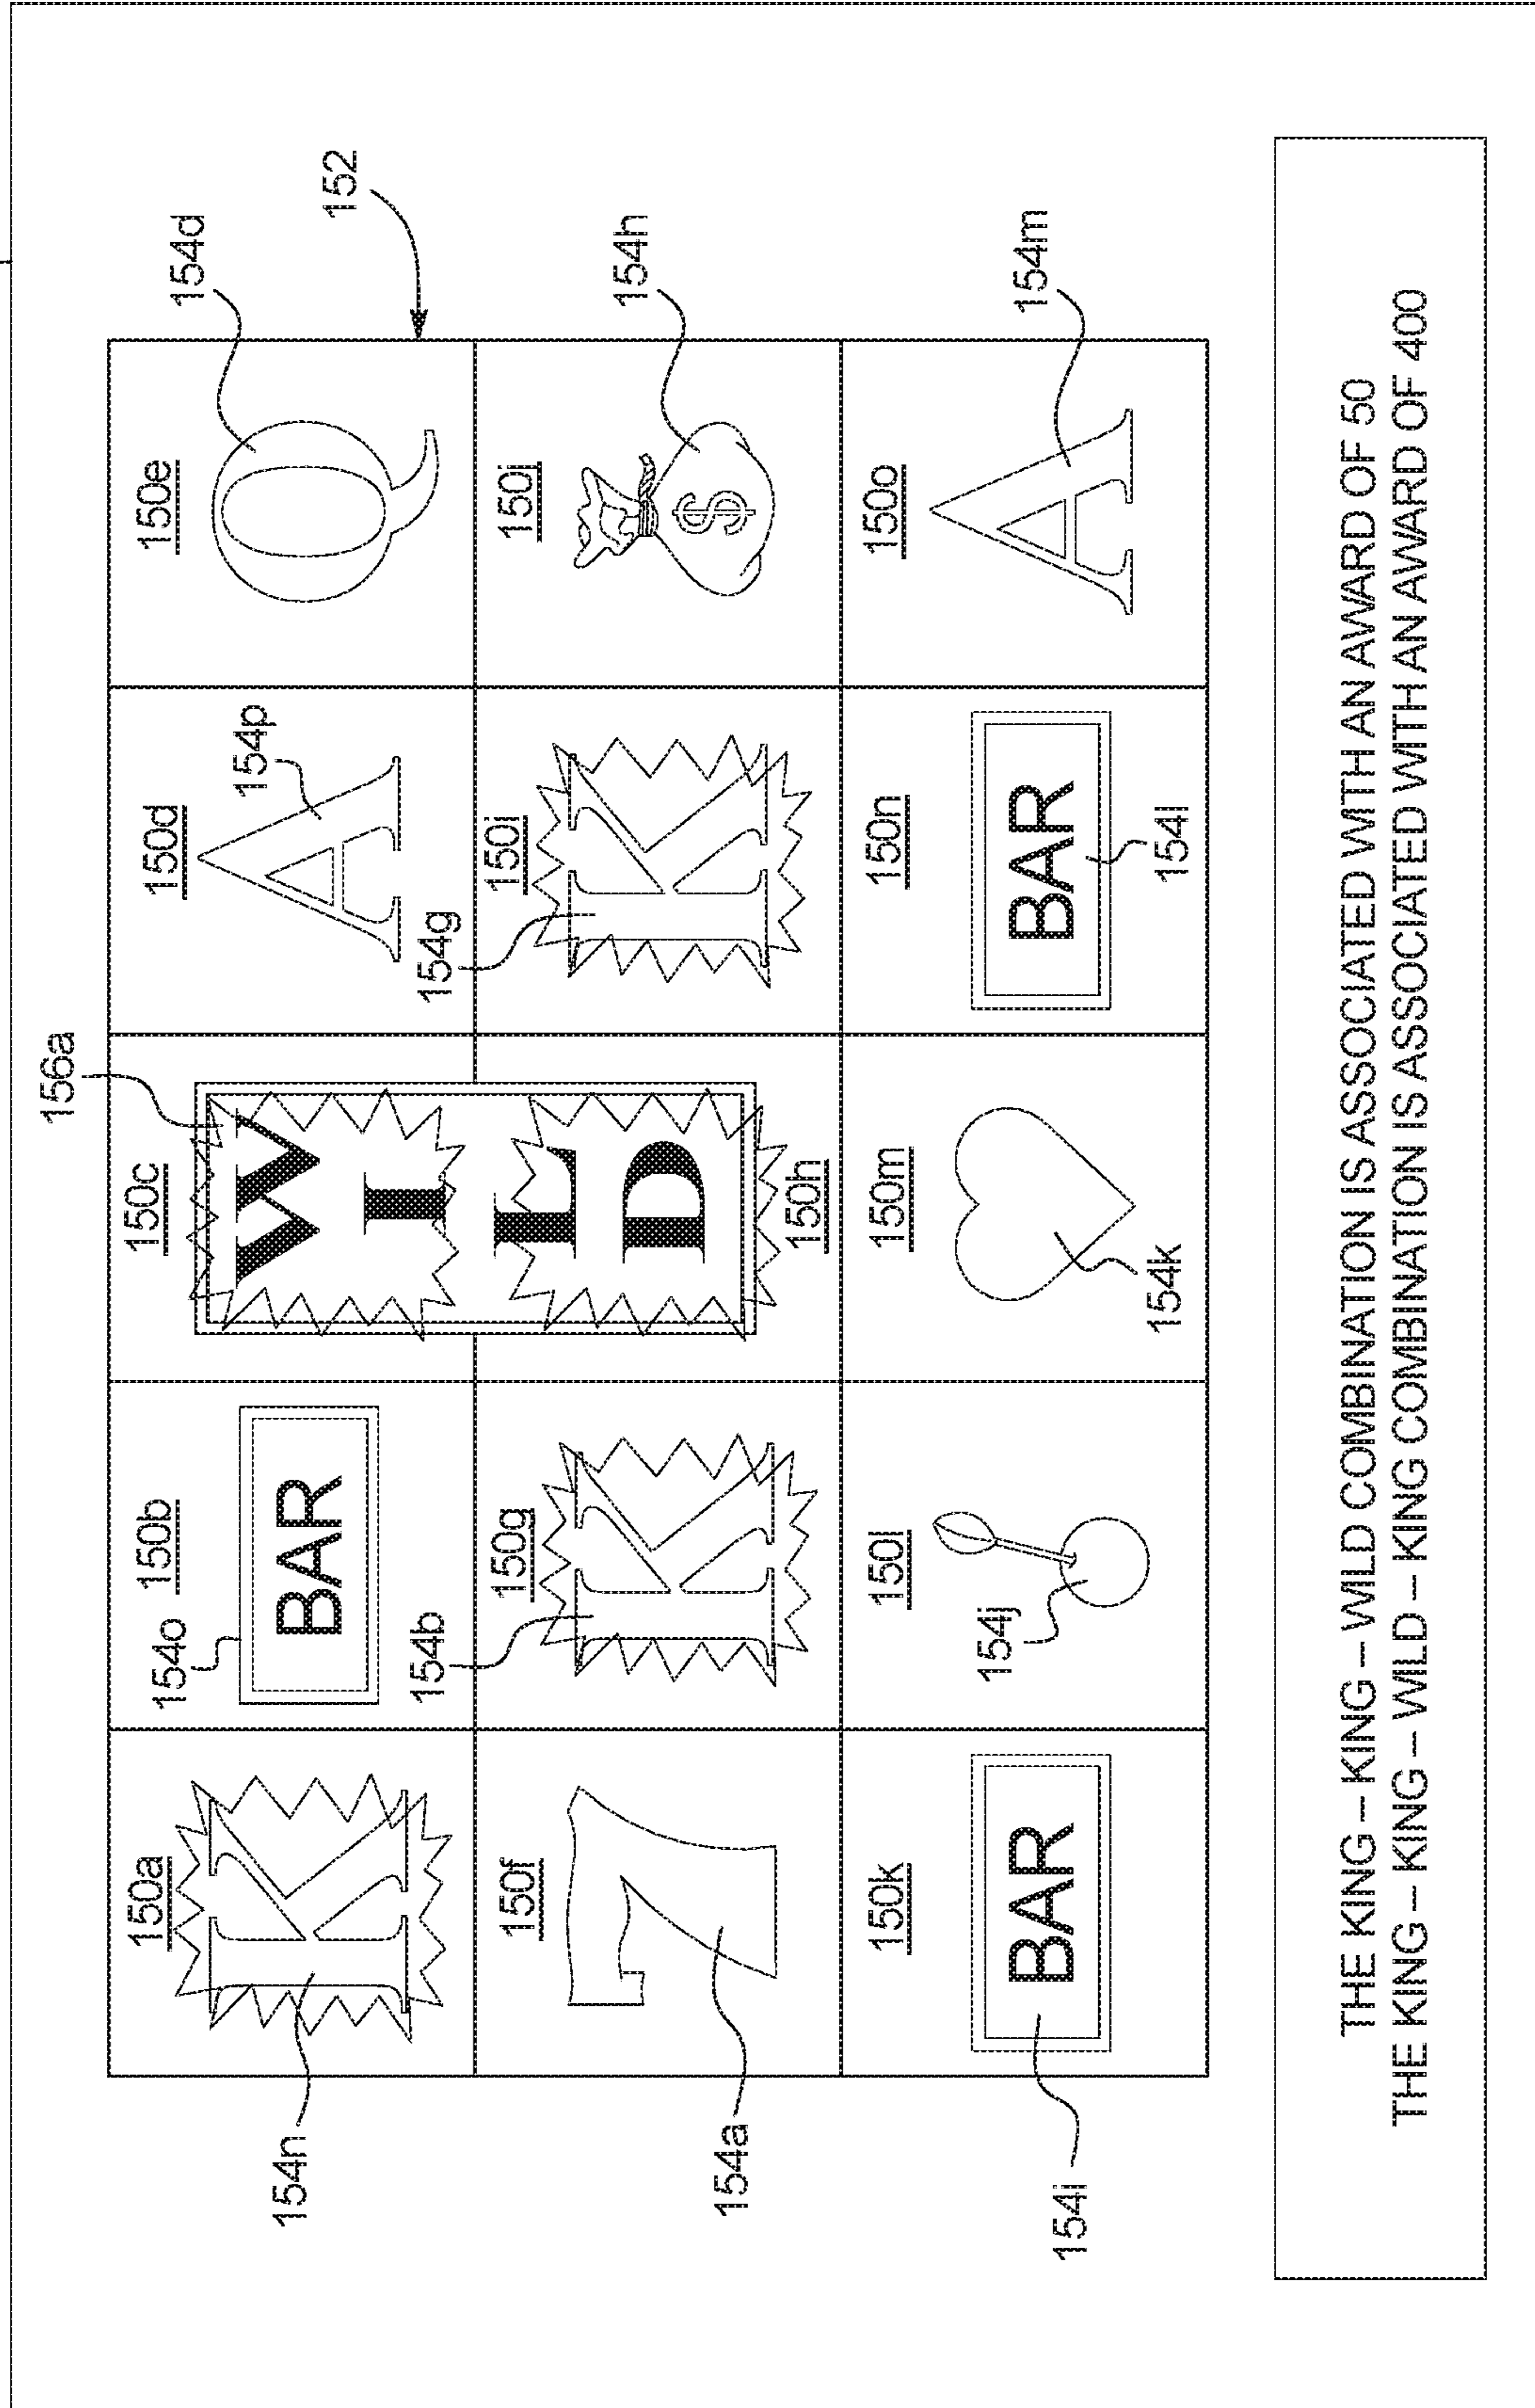 156a
152
150a
150b
150c
150d
150e
154n
K
154o
BAR
WILD
154p
A
Q
154d
150f
150g
150h
150i
150j
154a
7
154b
K
154g
K
$
154h
150k
150l
150m
150n
150o
154i
BAR
154j
154k
BAR
154l
A
154m
THE KING – KING – WILD COMBINATION IS ASSOCIATED WITH AN AWARD OF 50
THE KING – KING – WILD – KING COMBINATION IS ASSOCIATED WITH AN AWARD OF 400